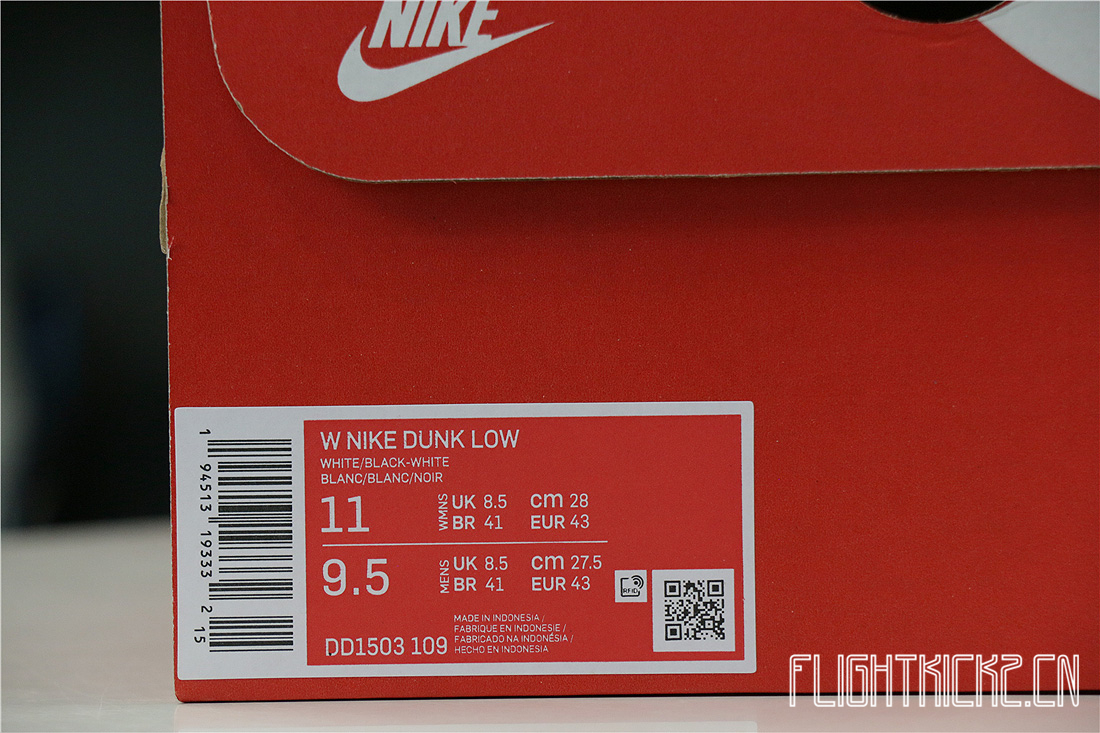 NIKE
1
94513
19333
2
15
W NIKE DUNK LOW
WHITE/BLACK-WHITE
BLANC/BLANC/NOIR
11 WMNS UK 8.5 cm 28
BR 41 EUR 43
9.5 MENS UK 8.5 cm 27.5
BR 41 EUR 43
RFID
MADE IN INDONESIA /
FABRIQUE EN INDONESIE /
FABRICADO NA INDONÉSIA /
HECHO EN INDONESIA
DD1503 109
FLIGHTKICKZ.CN